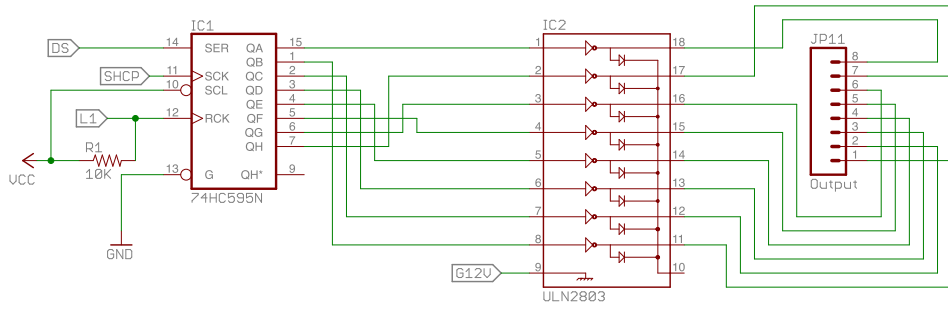 IC1
DS
14 SER QA 15
QB 1
SHCP
11 SCK QC 2
10 SCL QD 3
QE 4
L1
12 RCK QF 5
QG 6
QH 7
R1
10K
VCC
13 G QH* 9
74HC595N
GND
IC2
1 18
2 17
3 16
4 15
5 14
6 13
7 12
8 11
G12V
9 10
ULN2803
JP11
8
7
6
5
4
3
2
1
Output